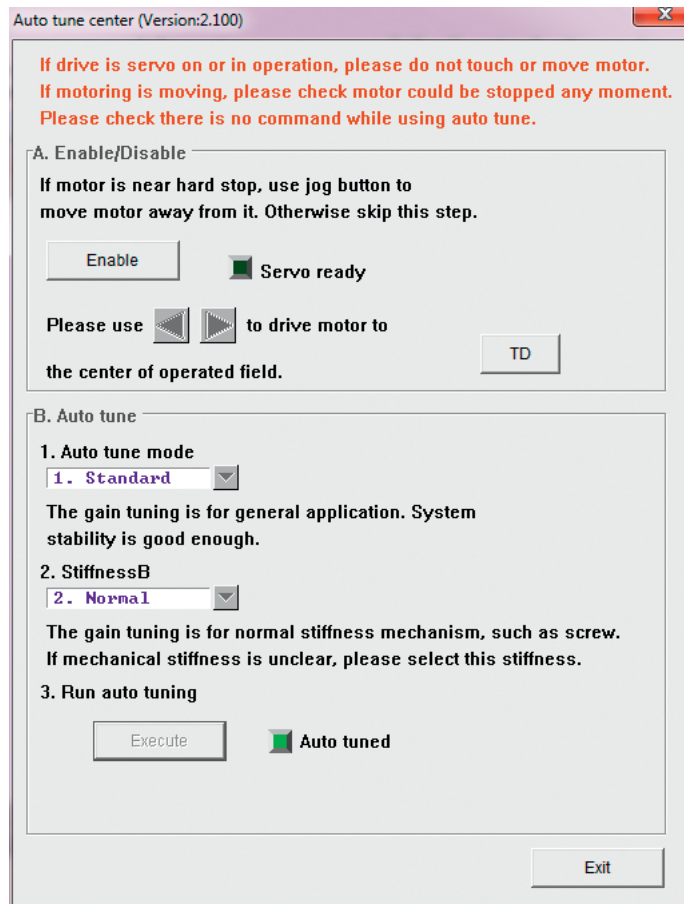 Auto tune center (Version:2.100)
If drive is servo on or in operation, please do not touch or move motor.
If motoring is moving, please check motor could be stopped any moment.
Please check there is no command while using auto tune.
A. Enable/Disable
If motor is near hard stop, use jog button to
move motor away from it. Otherwise skip this step.
Enable
Servo ready
Please use to drive motor to
TD
the center of operated field.
B. Auto tune
1. Auto tune mode
1. Standard
The gain tuning is for general application. System
stability is good enough.
2. StiffnessB
2. Normal
The gain tuning is for normal stiffness mechanism, such as screw.
If mechanical stiffness is unclear, please select this stiffness.
3. Run auto tuning
Execute
Auto tuned
Exit